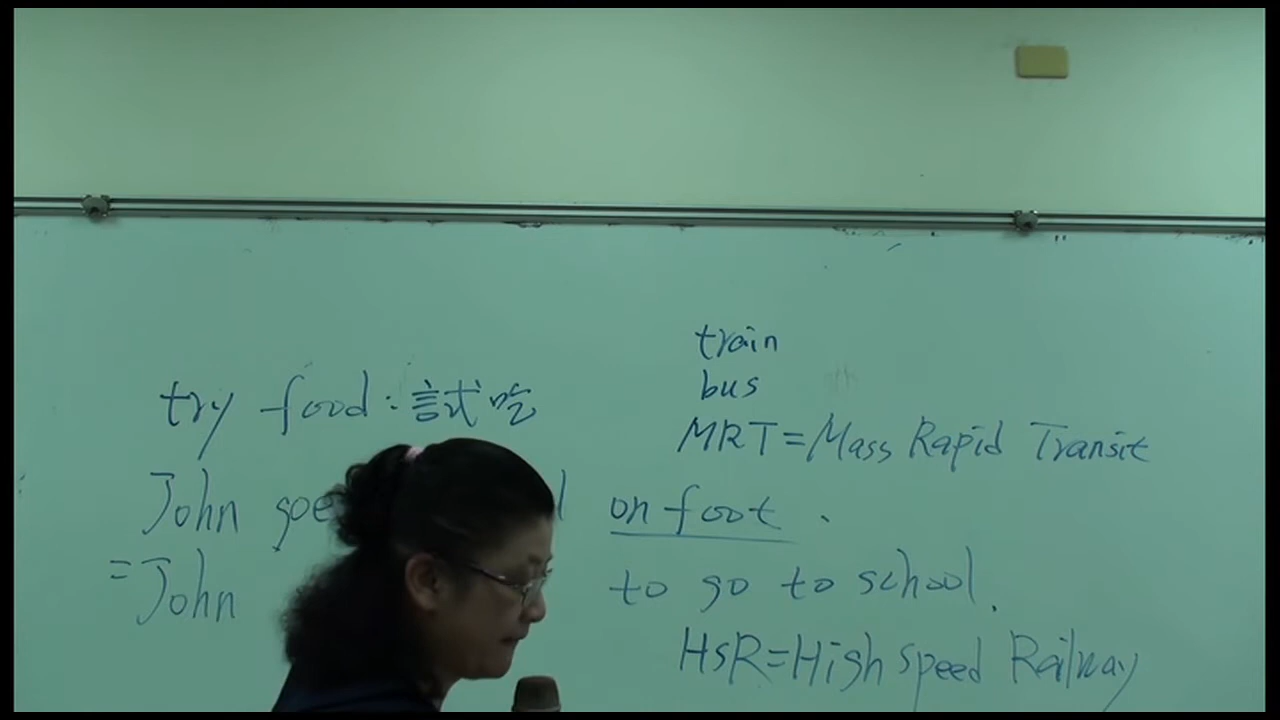 train
bus
try food: 試吃
MRT=Mass Rapid Transit
John goe on foot.
=John to go to school.
HSR=High Speed Railway